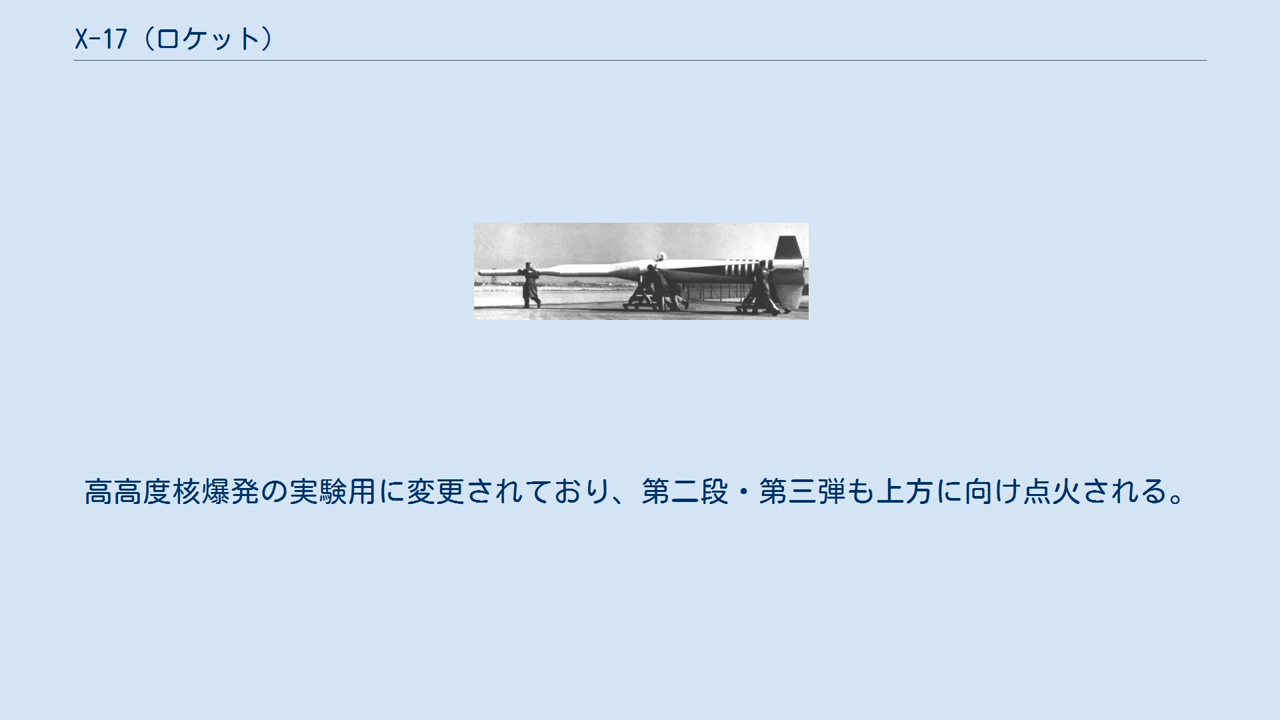 X-17（ロケット）
高高度核爆発の実験用に変更されており、第二段・第三弾も上方に向け点火される。